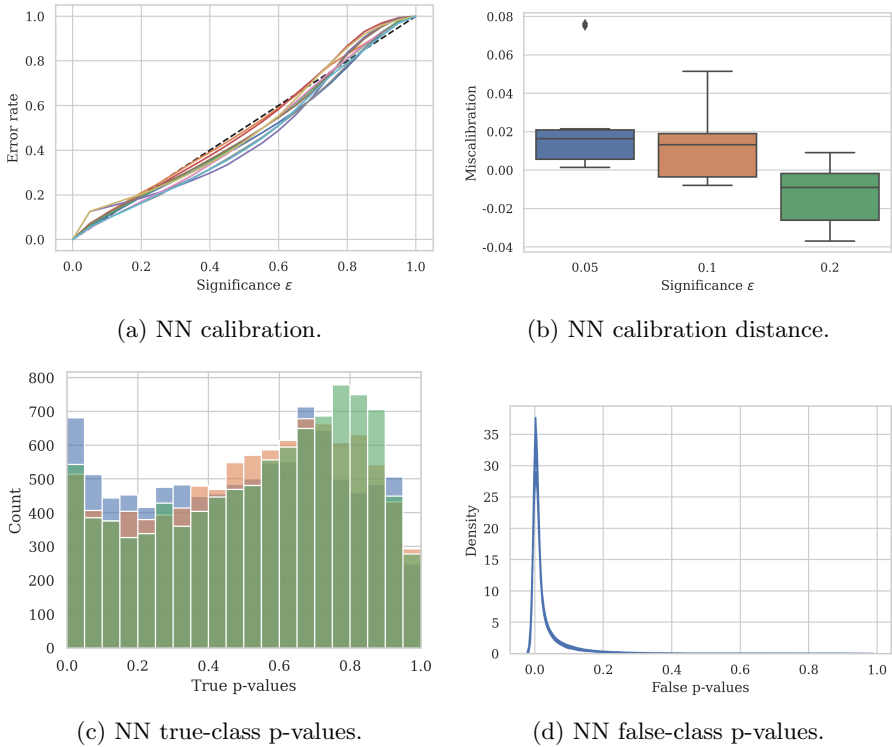 1.0
0.8
0.6
0.4
0.2
0.0
Error rate
0.0 0.2 0.4 0.6 0.8 1.0
Significance ε
(a) NN calibration.
0.08
0.06
0.04
0.02
0.00
-0.02
-0.04
Miscalibration
0.05 0.1 0.2
Significance ε
(b) NN calibration distance.
800
700
600
500
400
300
200
100
0
Count
0.0 0.2 0.4 0.6 0.8 1.0
True p-values
(c) NN true-class p-values.
35
30
25
20
15
10
5
0
Density
0.0 0.2 0.4 0.6 0.8 1.0
False p-values
(d) NN false-class p-values.